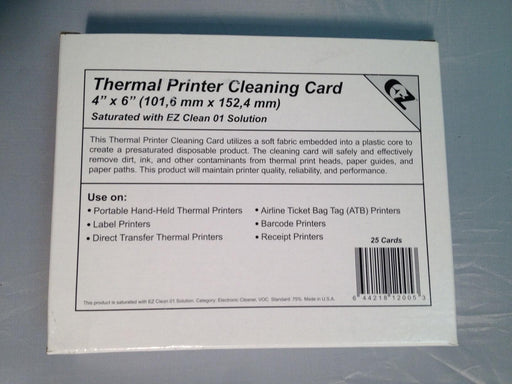 Thermal Printer Cleaning Card
4" x 6" (101,6 mm x 152,4 mm)
Saturated with EZ Clean 01 Solution
EZ
This Thermal Printer Cleaning Card utilizes a soft fabric embedded into a plastic core to
create a presaturated disposable product. The cleaning card will safely and effectively
remove dirt, ink, and other contaminants from thermal print heads, paper guides, and
paper paths. This product will maintain printer quality, reliability, and performance.
Use on:
• Portable Hand-Held Thermal Printers
• Label Printers
• Direct Transfer Thermal Printers
• Airline Ticket Bag Tag (ATB) Printers
• Barcode Printers
• Receipt Printers
25 Cards
6 44218 12005 3
This product is saturated with EZ Clean 01 Solution. Category: Electronic Cleaner, VOC. Standard: 75%. Made in U.S.A.